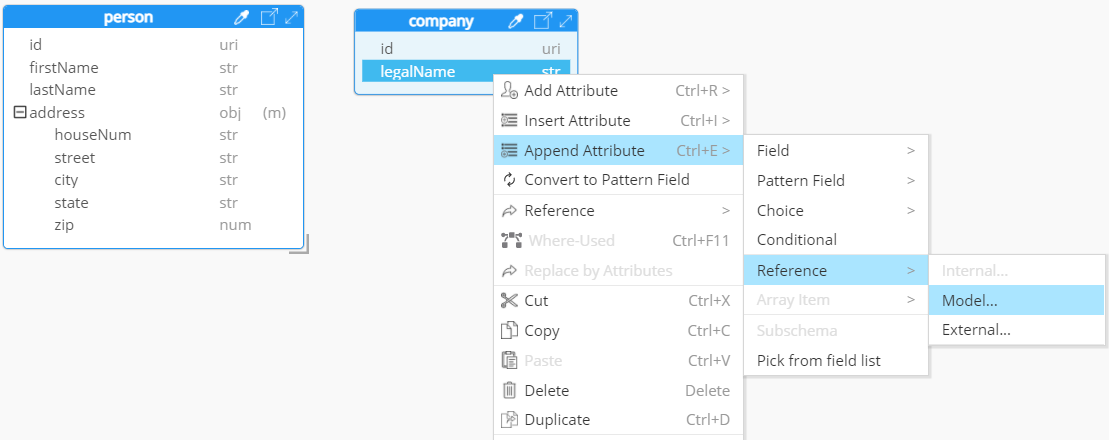 person
id uri
firstName str
lastName str
address obj (m)
houseNum str
street str
city str
state str
zip num
company
id uri
legalName str
Add Attribute Ctrl+R >
Insert Attribute Ctrl+I >
Append Attribute Ctrl+E >
Convert to Pattern Field
Reference >
Where-Used Ctrl+F11
Replace by Attributes
Cut Ctrl+X
Copy Ctrl+C
Paste Ctrl+V
Delete Delete
Duplicate Ctrl+D
Field >
Pattern Field >
Choice >
Conditional
Reference >
Array Item >
Subschema
Pick from field list
Internal...
Model...
External...